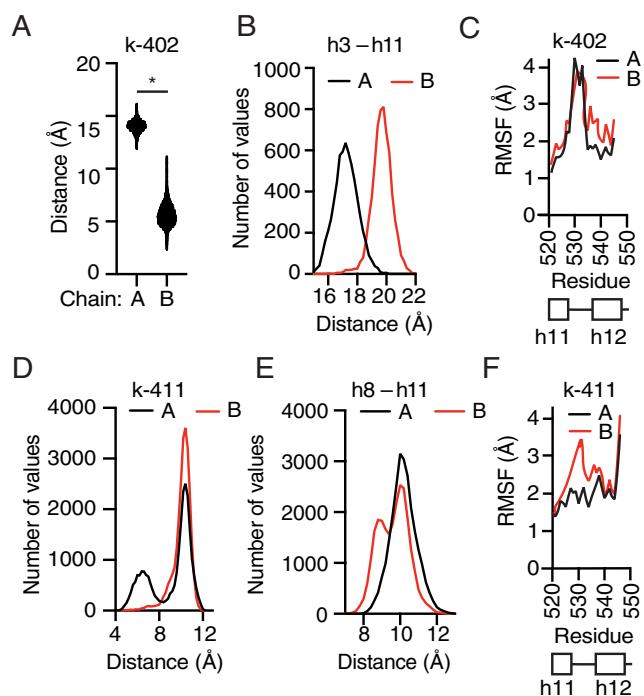 A
k-402
*
Distance (Å)
20
15
10
5
0
Chain: A B
B
h3 – h11
A B
Number of values
1000
800
600
400
200
0
16 18 20 22
Distance (Å)
C
k-402
A
B
RMSF (Å)
4
3
2
1
0
520 530 540 550
Residue
h11 h12
D
k-411
A B
Number of values
4000
3000
2000
1000
0
4 8 12
Distance (Å)
E
h8 – h11
A B
Number of values
4000
3000
2000
1000
0
8 10 12
Distance (Å)
F
k-411
A
B
RMSF (Å)
4
3
2
1
0
520 530 540 550
Residue
h11 h12